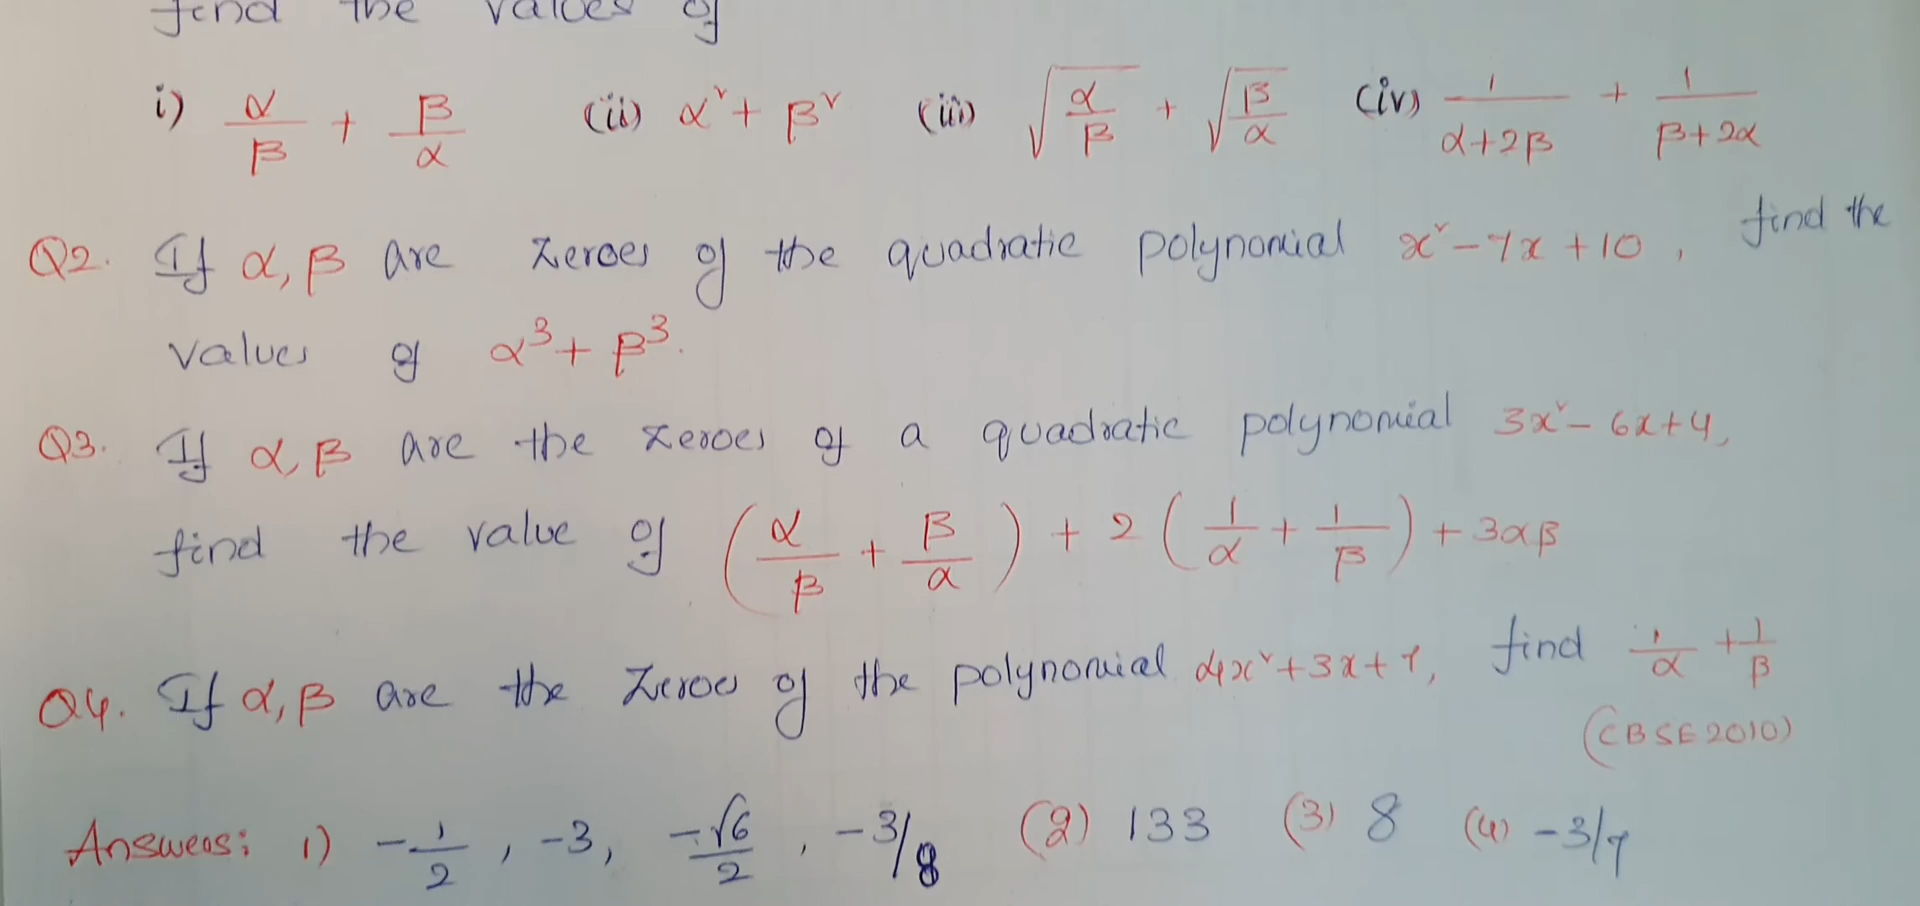 find the values of
i) α/β + β/α (ii) α² + β² (iii) √(α/β) + √(β/α) (iv) 1/(α+2β) + 1/(β+2α)
Q2. If α, β are zeroes of the quadratic polynomial x² - 7x + 10, find the
values of α³ + β³.
Q3. If α, β are the zeroes of a quadratic polynomial 3x² - 6x + 4,
find the value of (α/β + β/α) + 2(1/α + 1/β) + 3αβ
Q4. If α, β are the zeroes of the polynomial 4x² + 3x + 7, find 1/α + 1/β
(CBSE 2010)
Answers: 1) -1/2, -3, -√6/2, -3/8 (2) 133 (3) 8 (4) -3/7